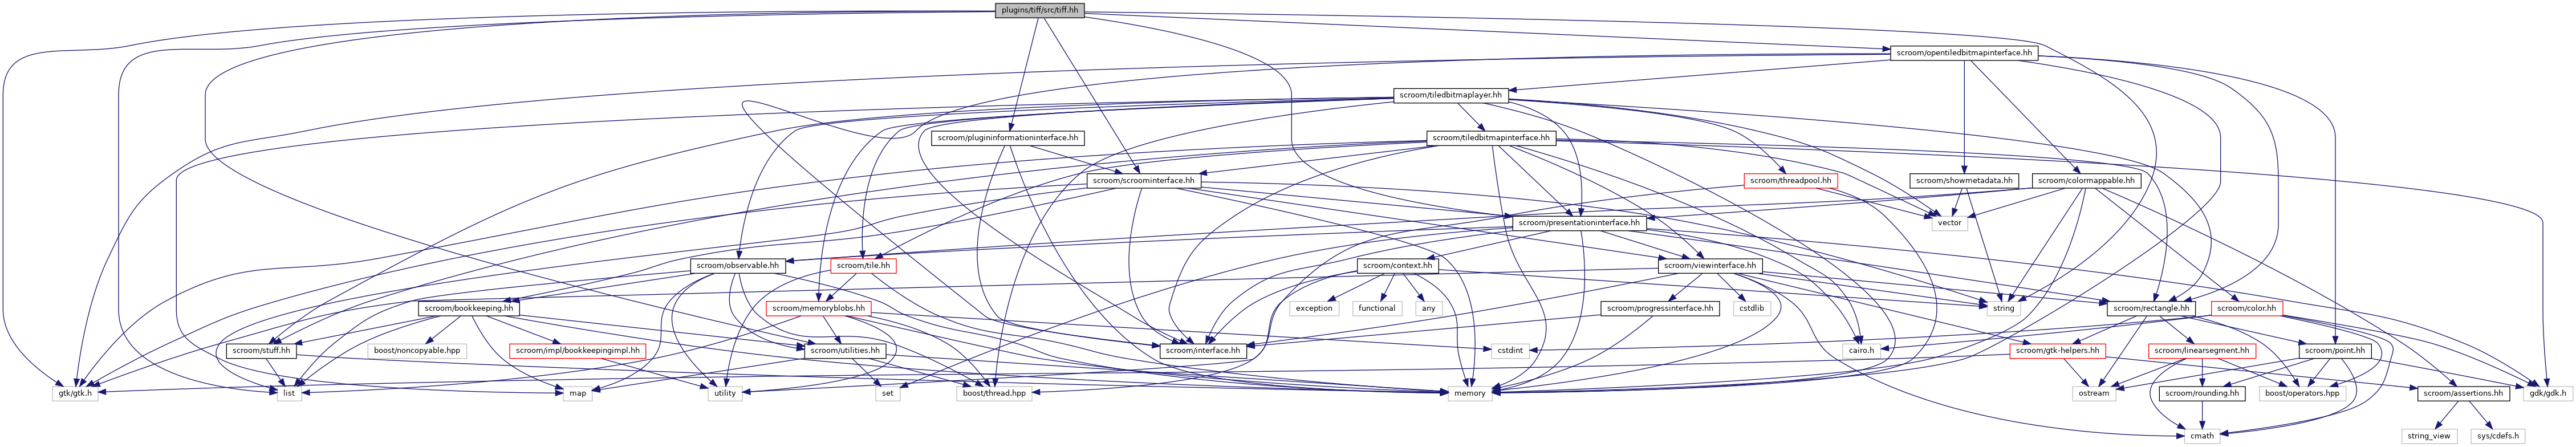 plugins/tiff/src/tiff.hh
scroom/opentiledbitmapinterface.hh
scroom/tiledbitmaplayer.hh
scroom/plugininformationinterface.hh
scroom/tiledbitmapinterface.hh
scroom/scroominterface.hh
scroom/threadpool.hh
scroom/showmetadata.hh
scroom/colormappable.hh
scroom/presentationinterface.hh
vector
scroom/observable.hh
scroom/tile.hh
scroom/context.hh
scroom/viewinterface.hh
scroom/bookkeeping.hh
scroom/memoryblobs.hh
exception
functional
any
scroom/progressinterface.hh
cstdlib
string
scroom/rectangle.hh
scroom/color.hh
scroom/stuff.hh
boost/noncopyable.hpp
scroom/impl/bookkeepingimpl.hh
scroom/utilities.hh
scroom/interface.hh
cstdint
cairo.h
scroom/gtk-helpers.hh
scroom/linearsegment.hh
scroom/point.hh
gtk/gtk.h
list
map
utility
set
boost/thread.hpp
memory
ostream
scroom/rounding.hh
boost/operators.hpp
scroom/assertions.hh
gdk/gdk.h
cmath
string_view
sys/cdefs.h